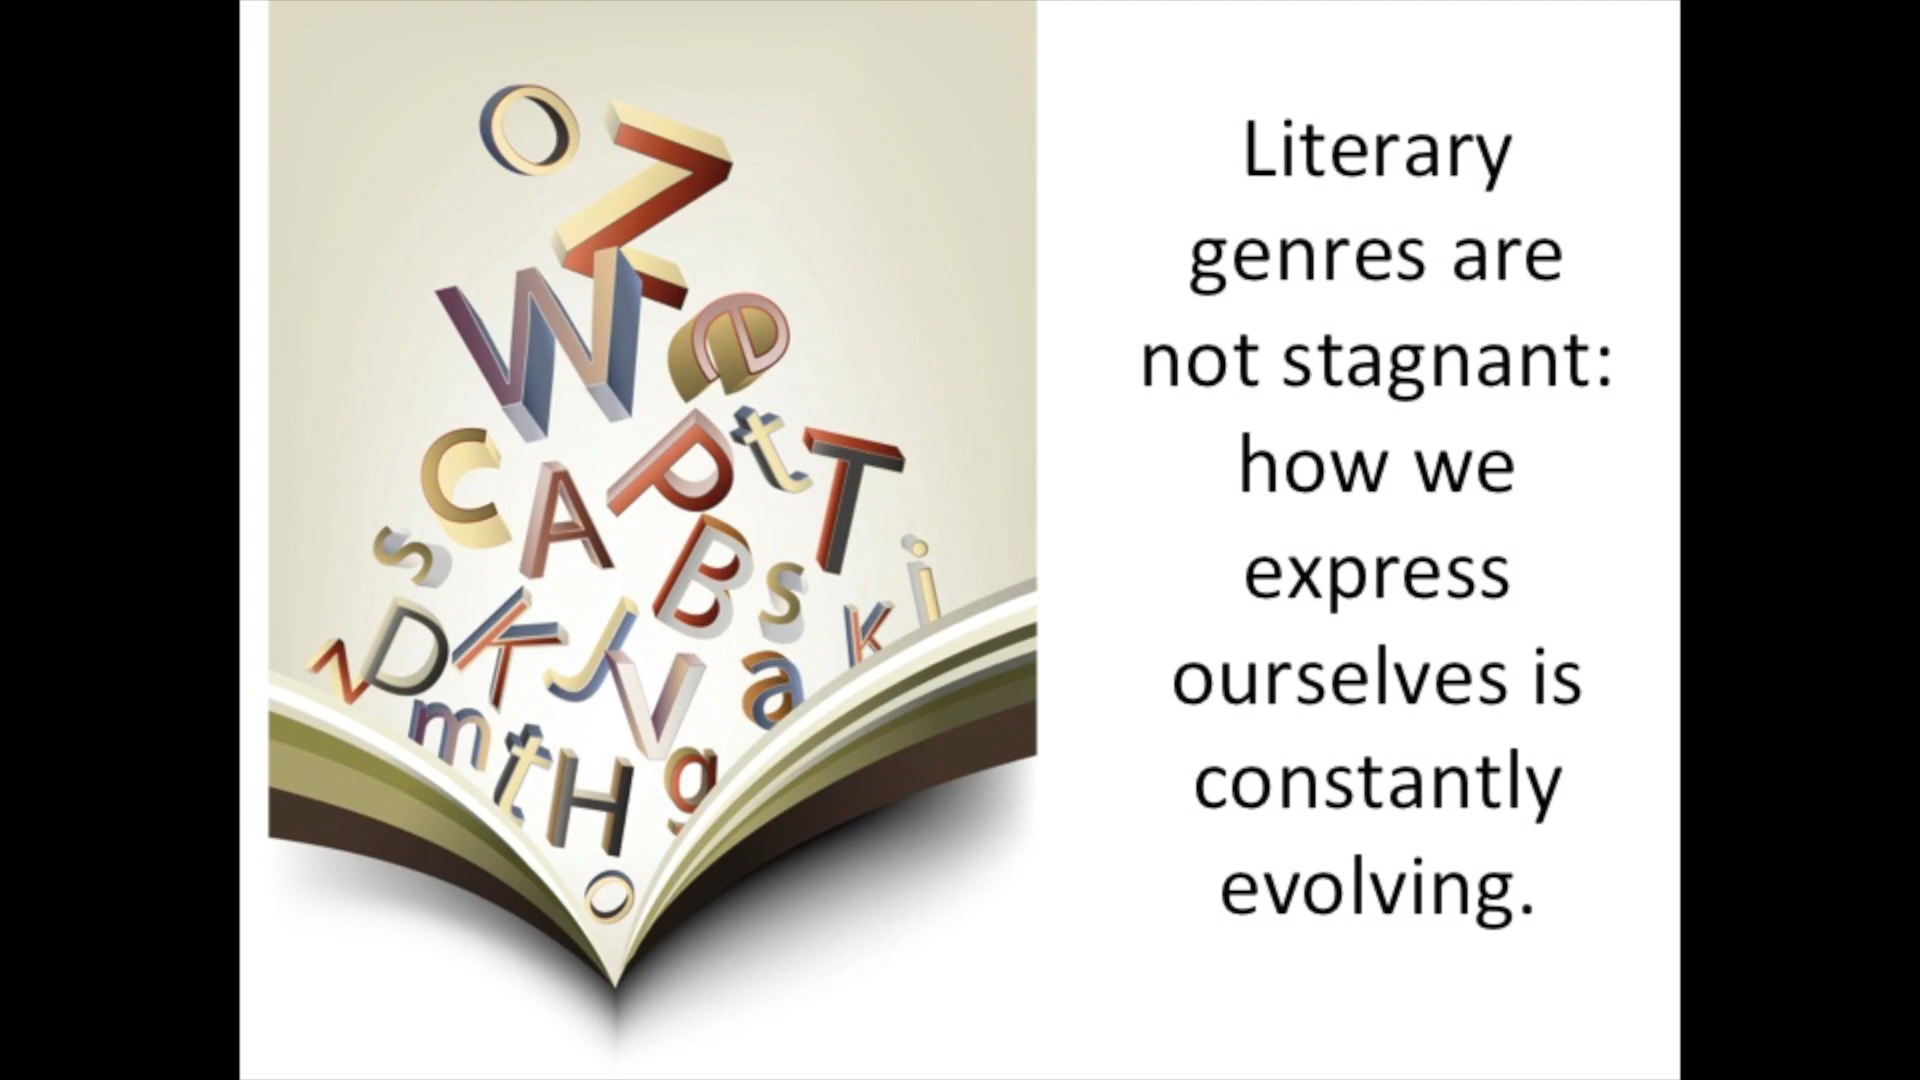 O
Z
W
e
t
C
A
P
T
s
B
s
i
D
K
J
V
K
z
a
m
t
H
g
o
Literary
genres are
not stagnant:
how we
express
ourselves is
constantly
evolving.